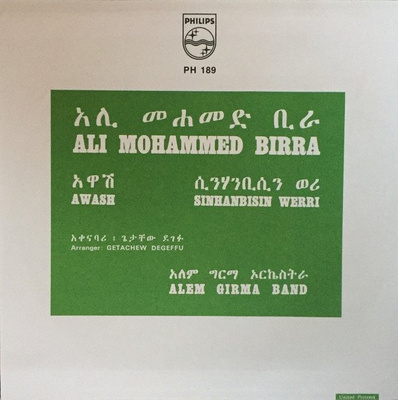 PHILIPS
PH 189
አሊ መሐመድ ቢራ
ALI MOHAMMED BIRRA
አዋሽ ሲንሃንቢሲን ወሪ
AWASH SINHANBISIN WERRI
አቀናባሪ ፡ ጌታቸው ደገፉ
Arranger: GETACHEW DEGEFFU
አለም ግርማ ኦርኬስትራ
ALEM GIRMA BAND